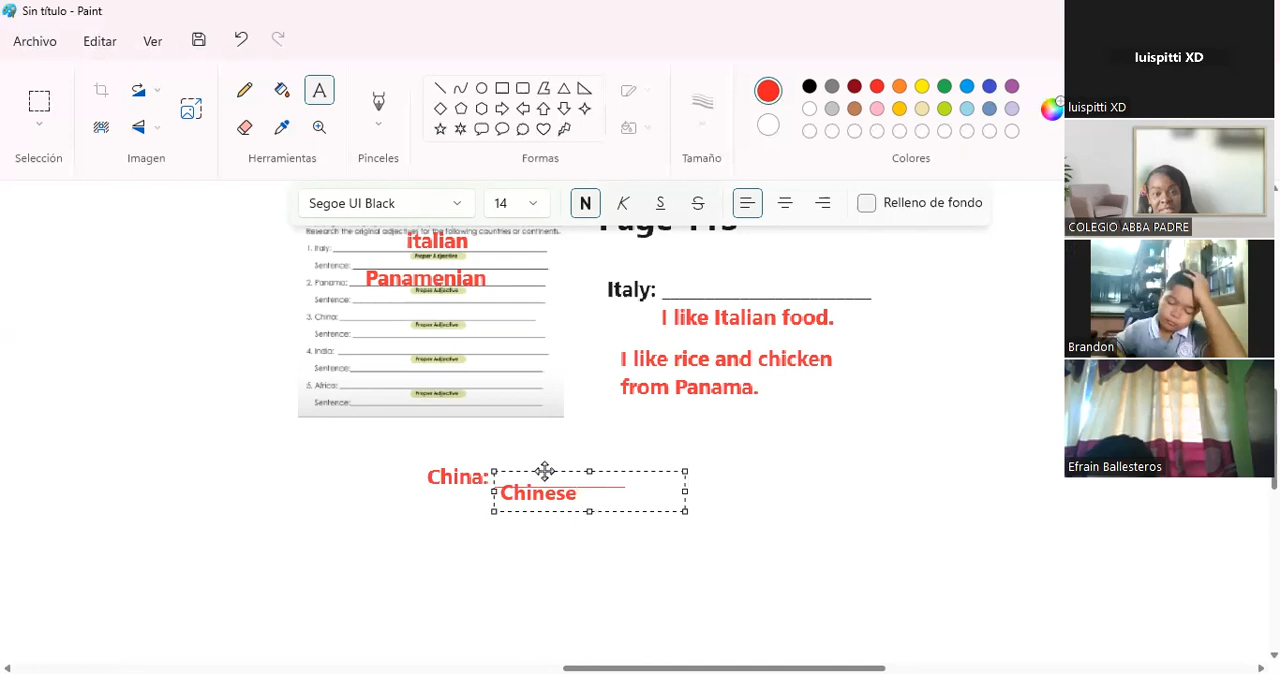 Sin título - Paint
Archivo Editar Ver
Selección Imagen Herramientas Pinceles Formas Tamaño Colores
Segoe UI Black 14 N K S S Relleno de fondo
Research the original adjectives for the following countries or continents.
italian
1. Italy:
Proper Adjective
Sentence:
Panamenian
2. Panama:
Proper Adjective
Sentence:
3. China:
Proper Adjective
Sentence:
4. India:
Proper Adjective
Sentence:
5. Africa:
Proper Adjective
Sentence:
Italy:
I like Italian food.
I like rice and chicken
from Panama.
China:
Chinese
luispitti XD
luispitti XD
COLEGIO ABBA PADRE
Brandon
Efrain Ballesteros